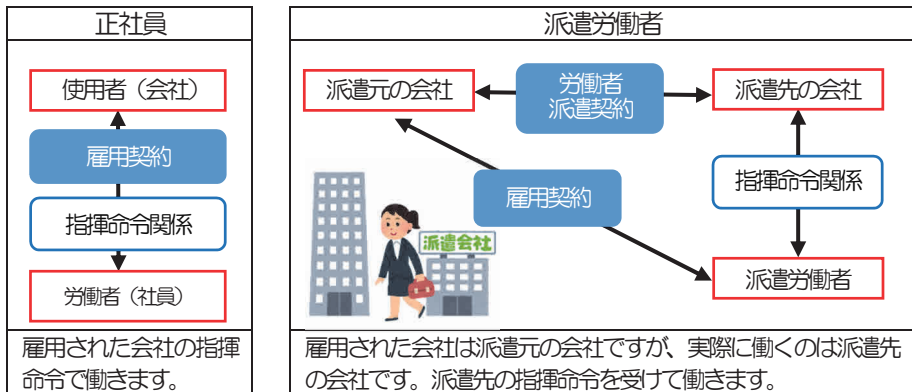 正社員
使用者（会社）
雇用契約
指揮命令関係
労働者（社員）
雇用された会社の指揮
命令で働きます。
派遣労働者
派遣元の会社
労働者
派遣契約
派遣先の会社
雇用契約
指揮命令関係
派遣会社
派遣労働者
雇用された会社は派遣元の会社ですが、実際に働くのは派遣先
の会社です。派遣先の指揮命令を受けて働きます。